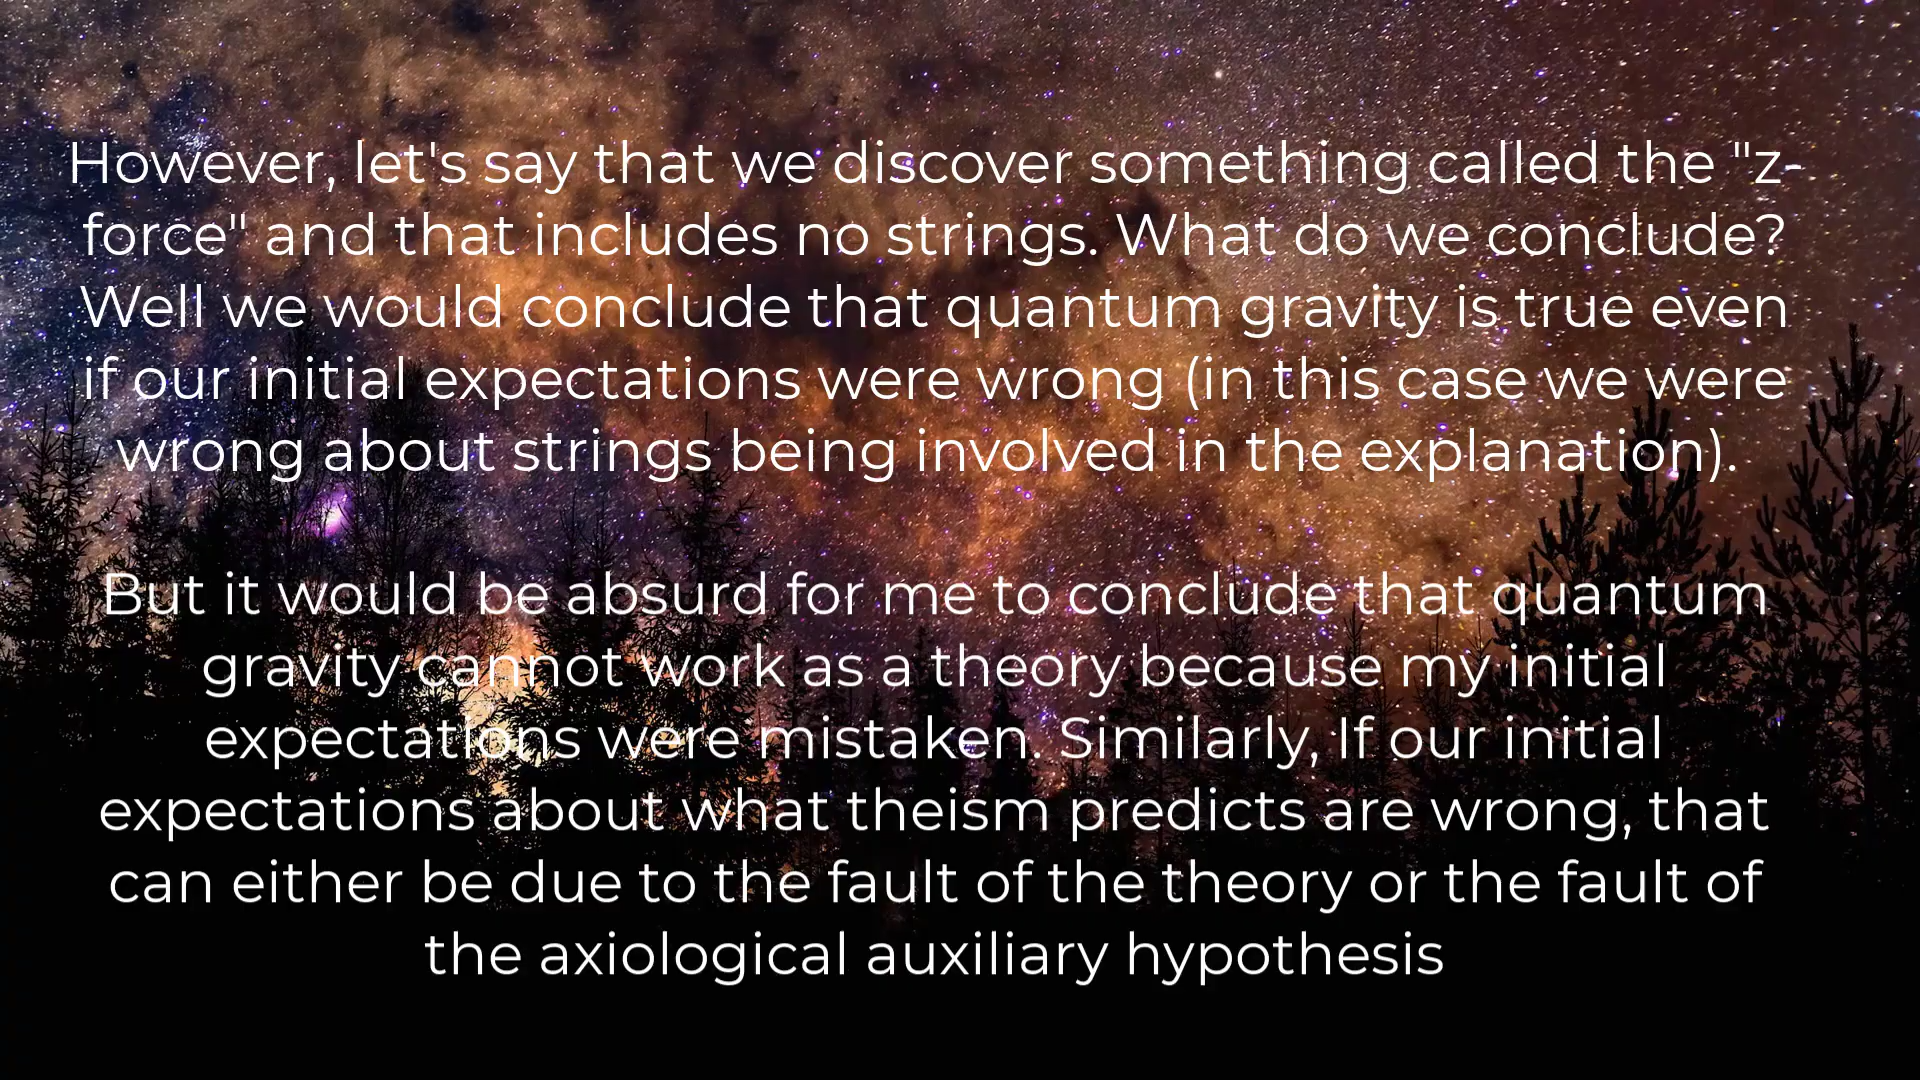 However, let's say that we discover something called the "z-
force" and that includes no strings. What do we conclude?
Well we would conclude that quantum gravity is true even
if our initial expectations were wrong (in this case we were
wrong about strings being involved in the explanation).
But it would be absurd for me to conclude that quantum
gravity cannot work as a theory because my initial
expectations were mistaken. Similarly, If our initial
expectations about what theism predicts are wrong, that
can either be due to the fault of the theory or the fault of
the axiological auxiliary hypothesis